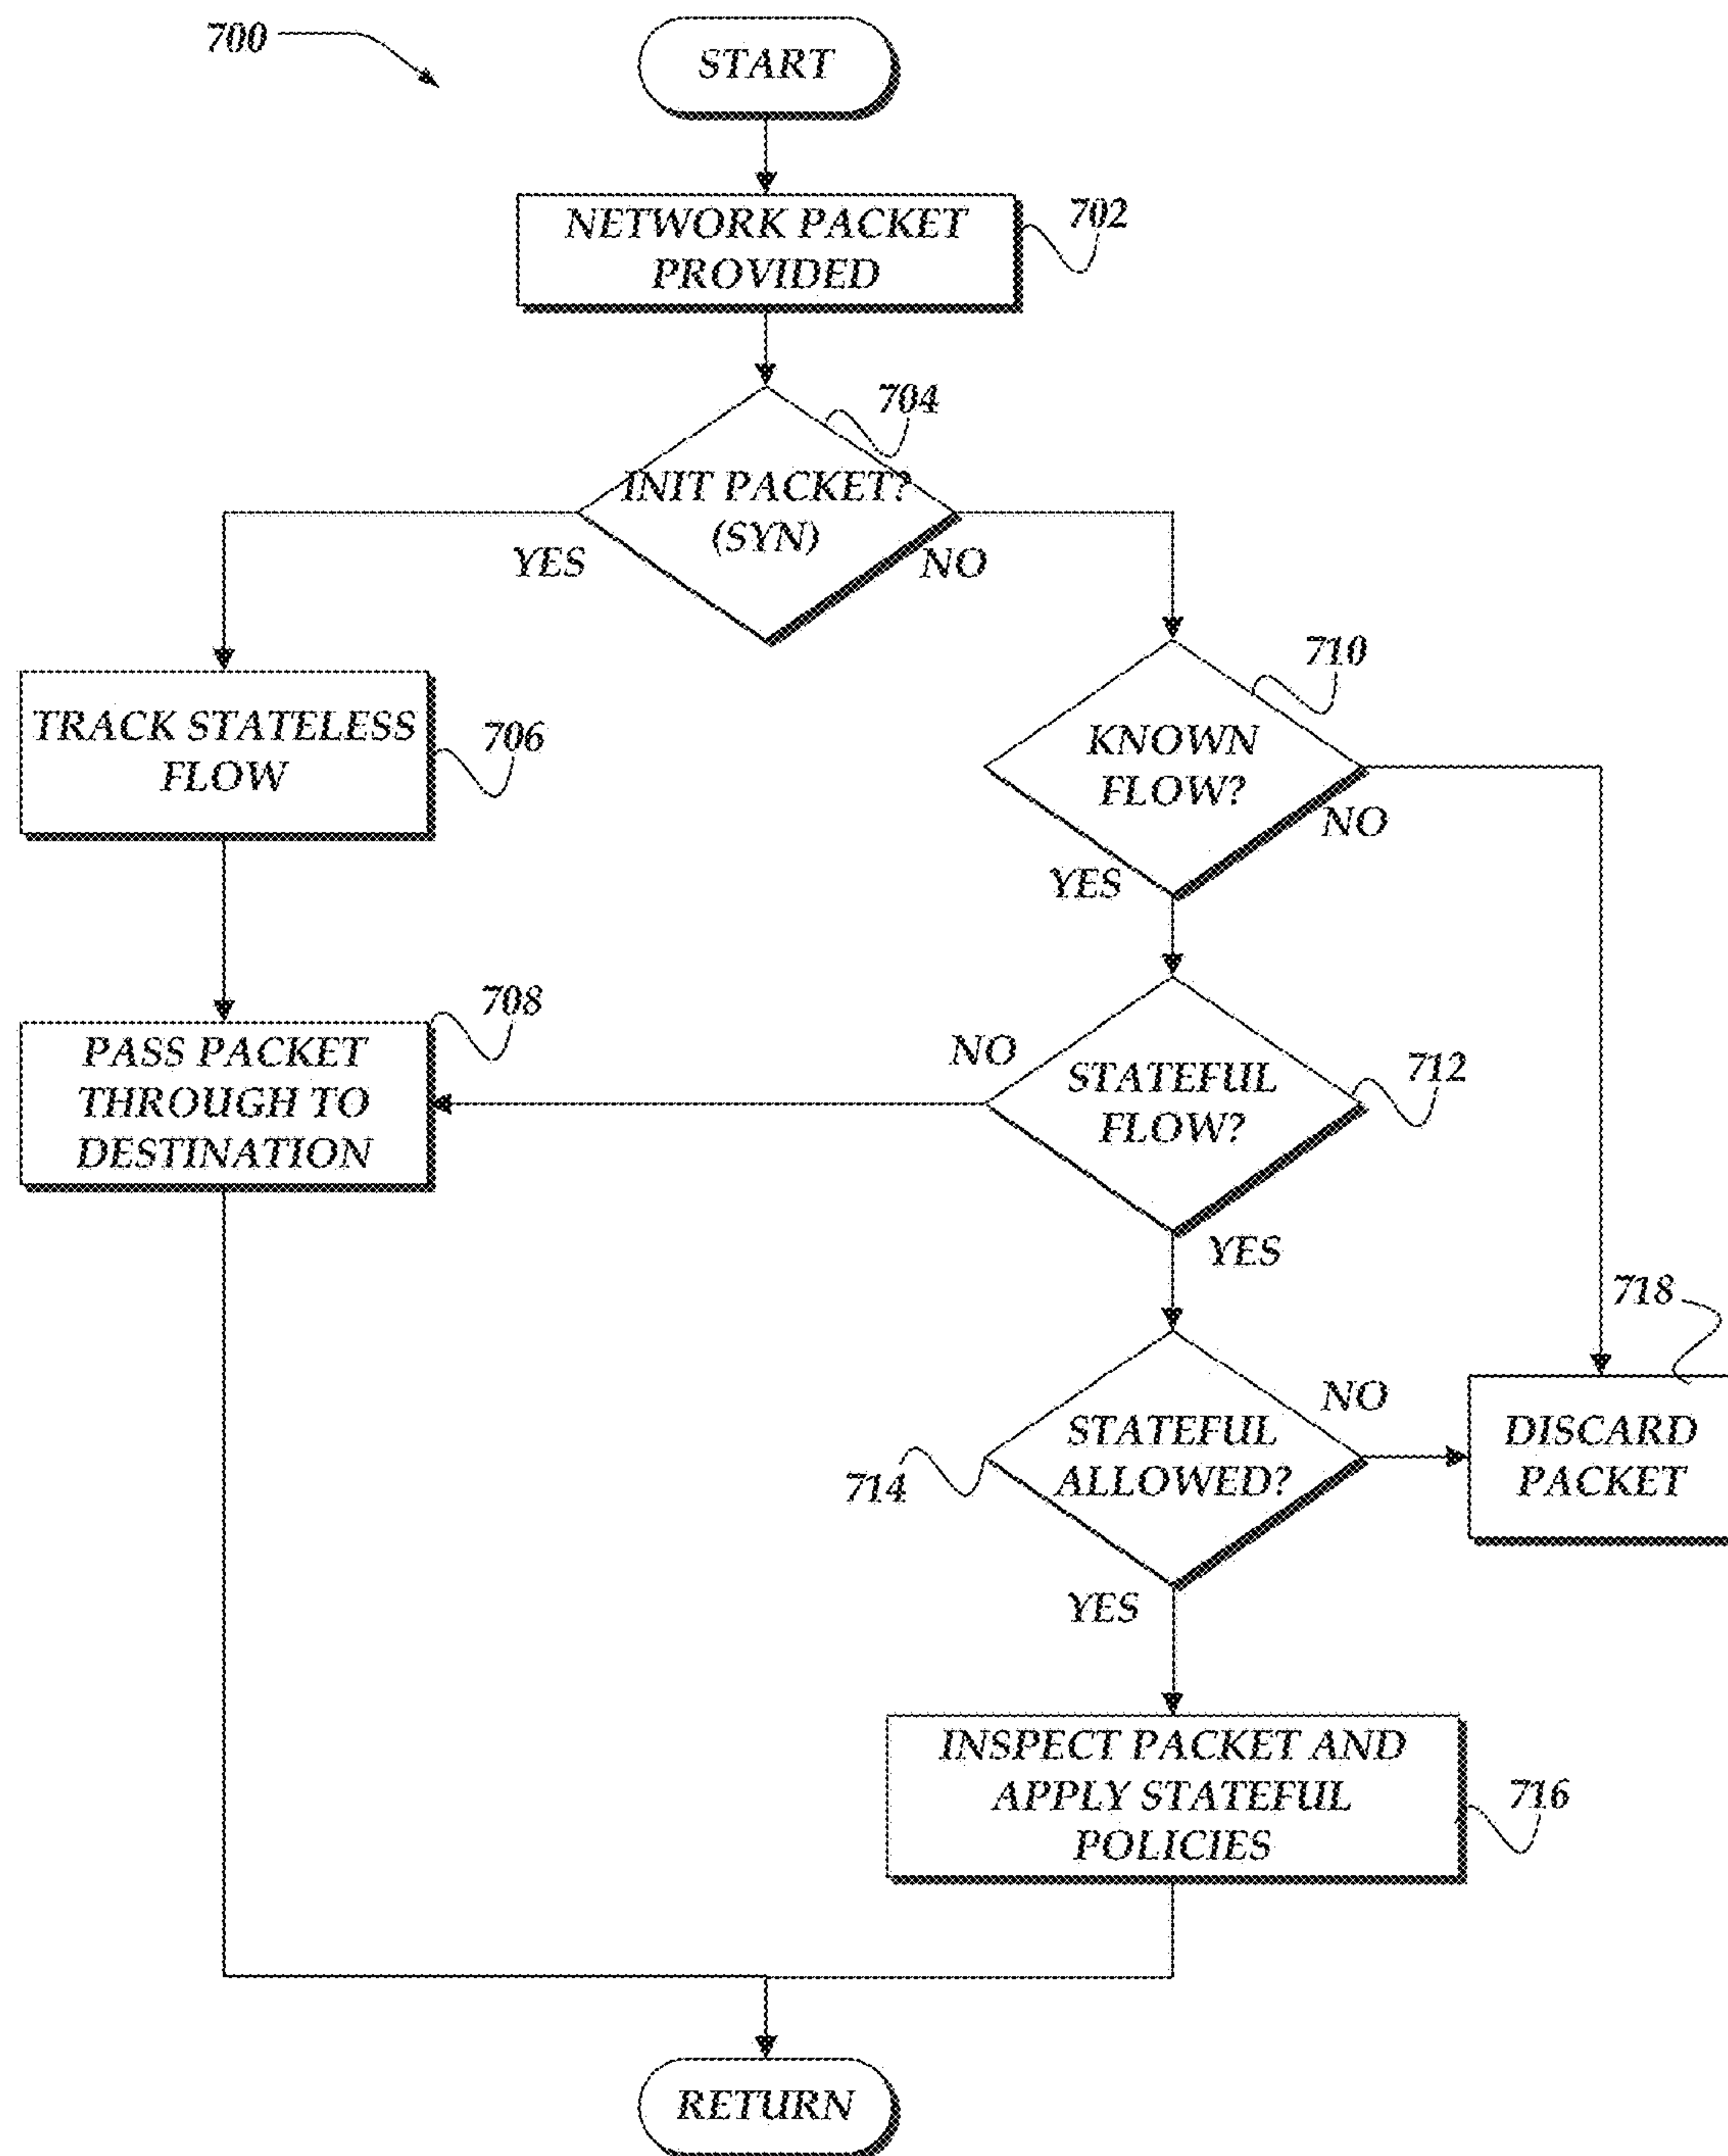 700
START
NETWORK PACKET
PROVIDED
702
704
INIT PACKET?
(SYN)
YES
NO
710
TRACK STATELESS
FLOW
706
KNOWN
FLOW?
NO
YES
708
PASS PACKET
THROUGH TO
DESTINATION
NO
STATEFUL
FLOW?
712
YES
718
NO
STATEFUL
ALLOWED?
714
DISCARD
PACKET
YES
INSPECT PACKET AND
APPLY STATEFUL
POLICIES
716
RETURN